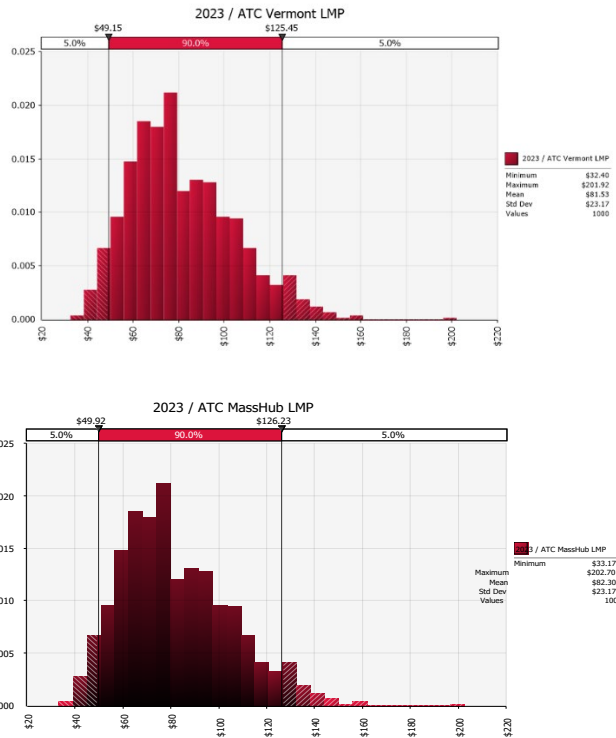 2023 / ATC Vermont LMP
$49.15 $125.45
5.0% 90.0% 5.0%
0.025
0.020
0.015
0.010
0.005
0.000
$20 $40 $60 $80 $100 $120 $140 $160 $180 $200 $220
2023 / ATC Vermont LMP
Minimum $32.40
Maximum $201.92
Mean $81.53
Std Dev $23.17
Values 1000
2023 / ATC MassHub LMP
$49.92 $126.23
5.0% 90.0% 5.0%
025
020
015
010
005
000
$20 $40 $60 $80 $100 $120 $140 $160 $180 $200 $220
2023 / ATC MassHub LMP
Minimum $33.17
Maximum $202.70
Mean $82.30
Std Dev $23.17
Values 100